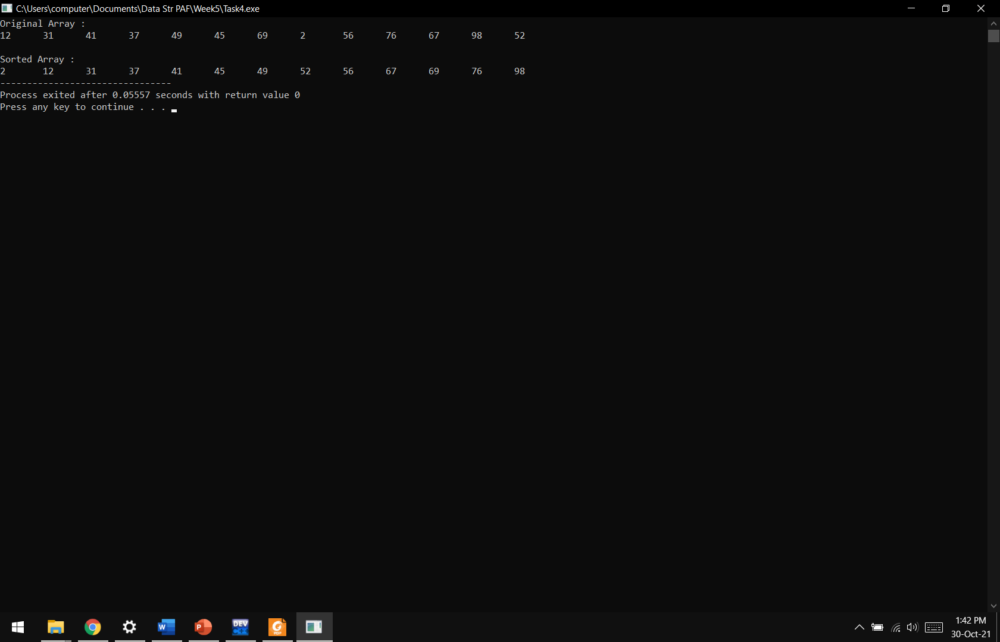 C:\Users\computer\Documents\Data Str PAF\Week5\Task4.exe
Original Array :
12 31 41 37 49 45 69 2 56 76 67 98 52
Sorted Array :
2 12 31 37 41 45 49 52 56 67 69 76 98
--------------------------------
Process exited after 0.05557 seconds with return value 0
Press any key to continue . . .
W
P
DEV
C++
PDF
1:42 PM
30-Oct-21